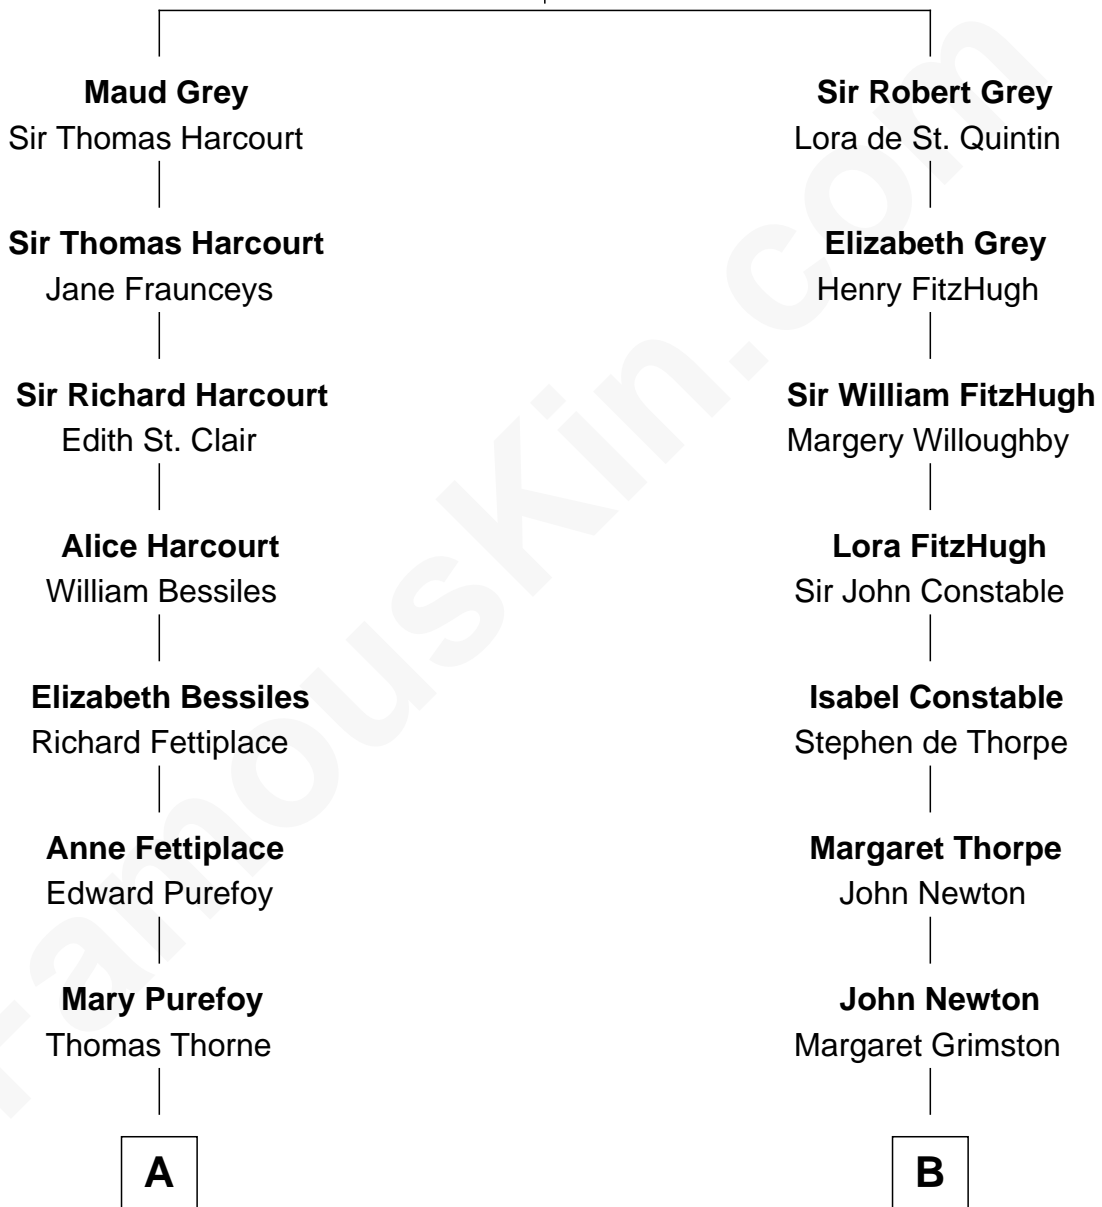 Maud Grey
Sir Thomas Harcourt
Sir Robert Grey
Lora de St. Quintin
Sir Thomas Harcourt
Jane Fraunceys
Elizabeth Grey
Henry FitzHugh
Sir Richard Harcourt
Edith St. Clair
Sir William FitzHugh
Margery Willoughby
Alice Harcourt
William Bessiles
Lora FitzHugh
Sir John Constable
Elizabeth Bessiles
Richard Fettiplace
Isabel Constable
Stephen de Thorpe
Anne Fettiplace
Edward Purefoy
Margaret Thorpe
John Newton
Mary Purefoy
Thomas Thorne
John Newton
Margaret Grimston
A
B
FamousKin.com